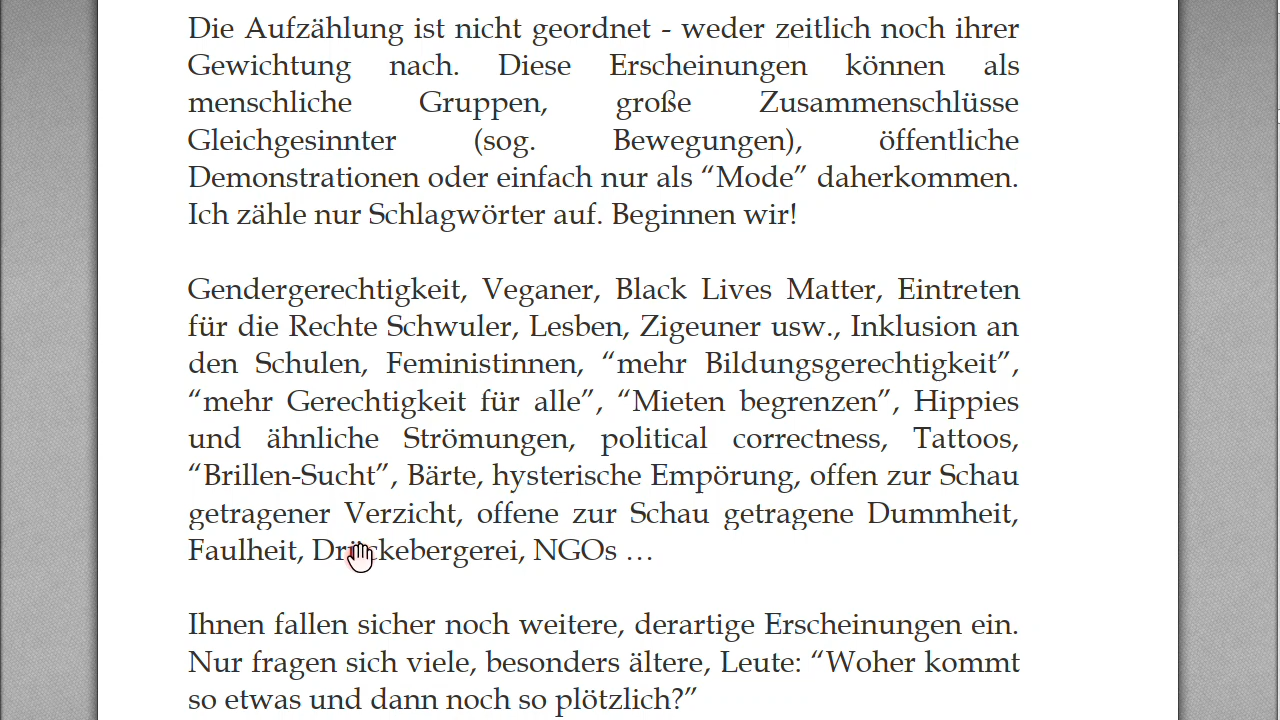 Die Aufzählung ist nicht geordnet - weder zeitlich noch ihrer
Gewichtung nach. Diese Erscheinungen können als
menschliche Gruppen, große Zusammenschlüsse
Gleichgesinnter (sog. Bewegungen), öffentliche
Demonstrationen oder einfach nur als “Mode” daherkommen.
Ich zähle nur Schlagwörter auf. Beginnen wir!
Gendergerechtigkeit, Veganer, Black Lives Matter, Eintreten
für die Rechte Schwuler, Lesben, Zigeuner usw., Inklusion an
den Schulen, Feministinnen, “mehr Bildungsgerechtigkeit”,
“mehr Gerechtigkeit für alle”, “Mieten begrenzen”, Hippies
und ähnliche Strömungen, political correctness, Tattoos,
“Brillen-Sucht”, Bärte, hysterische Empörung, offen zur Schau
getragener Verzicht, offene zur Schau getragene Dummheit,
Faulheit, Drückebergerei, NGOs …
Ihnen fallen sicher noch weitere, derartige Erscheinungen ein.
Nur fragen sich viele, besonders ältere, Leute: “Woher kommt
so etwas und dann noch so plötzlich?”